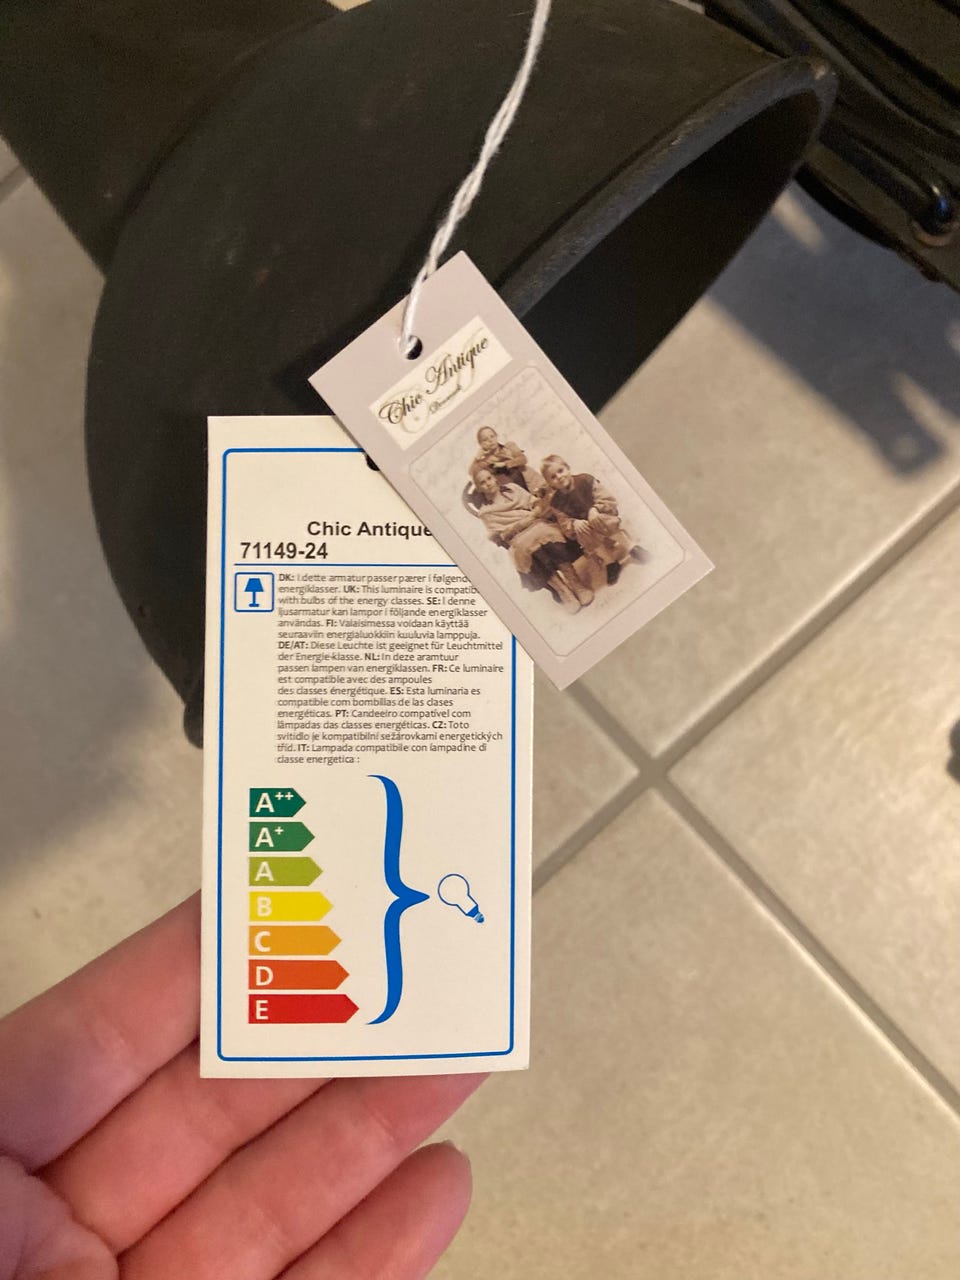 Chic Antique
Denmark
Chic Antique
71149-24
DK: I dette armatur passer pærer i følgende
energiklasser. UK: This luminaire is compatib
with bulbs of the energy classes. SE: I denne
ljusarmatur kan lampor i följande energiklasser
användas. FI: Valaisimessa voidaan käyttää
seuraaviin energialuokkiin kuuluvia lamppuja.
DE/AT: Diese Leuchte ist geeignet für Leuchtmittel
der Energie-klasse. NL: In deze aramtuur
passen lampen van energiklassen. FR: Ce luminaire
est compatible avec des ampoules
des classes énergétique. ES: Esta luminaria es
compatible com bombillas de las clases
energéticas. PT: Candeeiro compatível com
lâmpadas das classes energéticas. CZ: Toto
svítidlo je kompatibilní sežárovkami energetických
tříd. IT: Lampada compatibile con lampadine di
classe energetica :
A++
A+
A
B
C
D
E